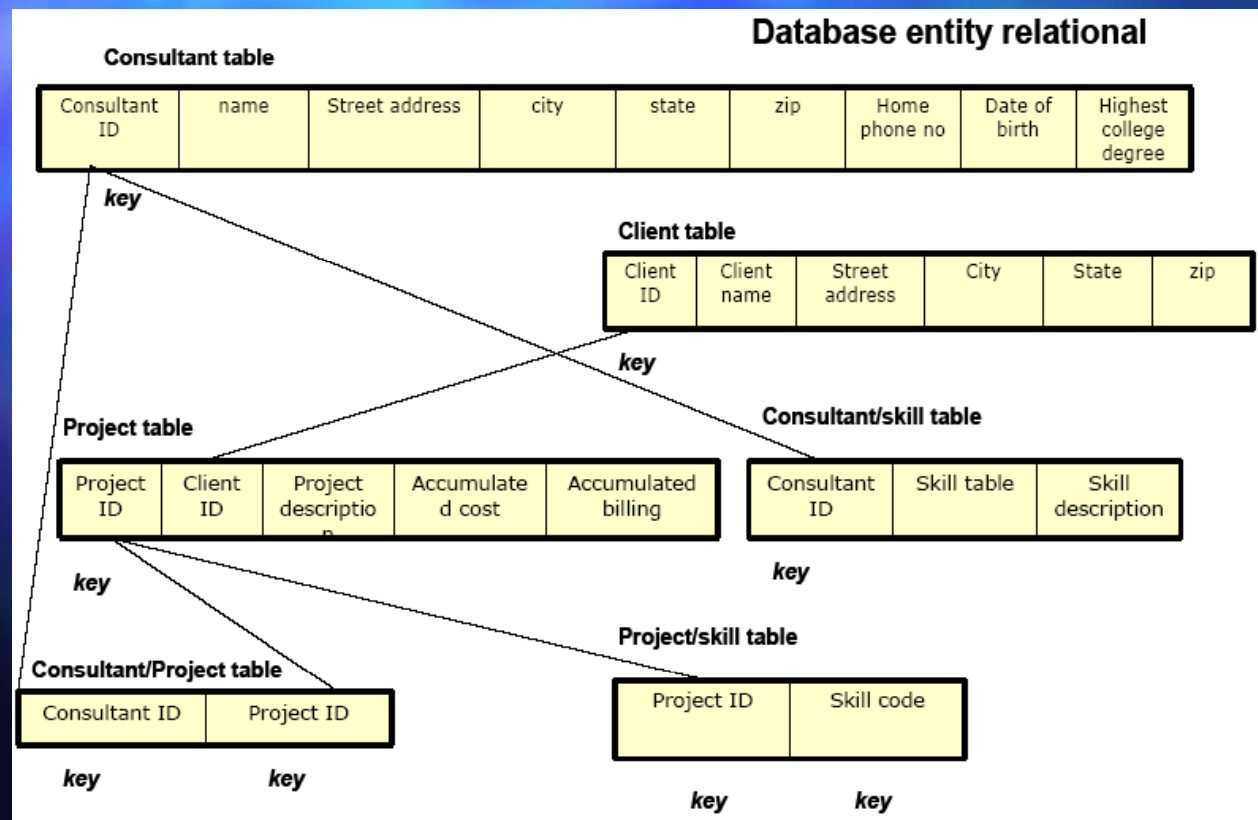 Database entity relational
Consultant table
Consultant name Street address city state zip Home Date of Highest
ID phone no birth college
degree
key
Client table
Client Client Street City State zip
ID name address
key
Project table
Consultant/skill table
Project Client Project Accumulate Accumulated
ID ID descriptio d cost billing
n
Consultant Skill table Skill
ID description
key
key
Project/skill table
Consultant/Project table
Project ID Skill code
Consultant ID Project ID
key key
key key